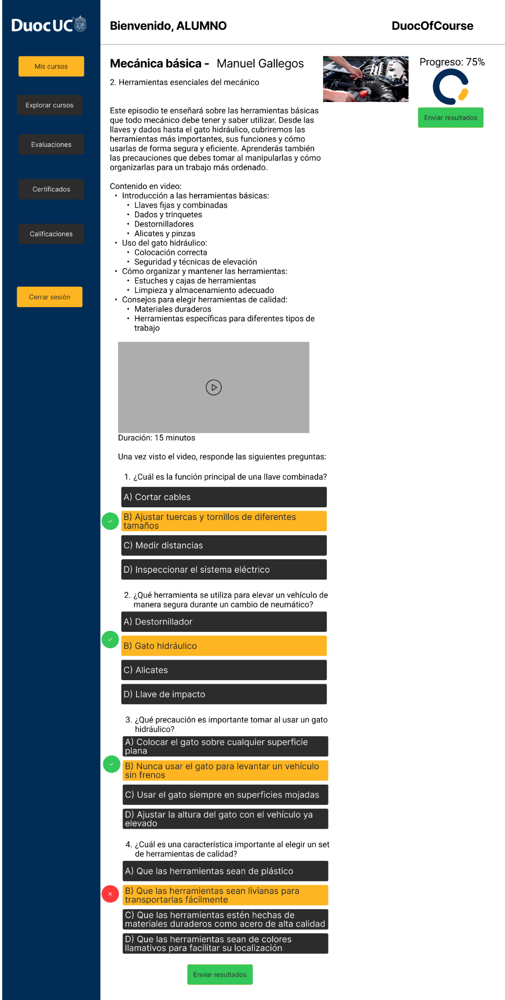 DuocUC
Bienvenido, ALUMNO
DuocOfCourse
Mis cursos
Explorar cursos
Evaluaciones
Certificados
Calificaciones
Cerrar sesión
Mecánica básica - Manuel Gallegos
2. Herramientas esenciales del mecánico
Progreso: 75%
Enviar resultados
Este episodio te enseñará sobre las herramientas básicas
que todo mecánico debe tener y saber utilizar. Desde las
llaves y dados hasta el gato hidráulico, cubriremos las
herramientas más importantes, sus funciones y cómo
usarlas de forma segura y eficiente. Aprenderás también
las precauciones que debes tomar al manipularlas y cómo
organizarlas para un trabajo más ordenado.
Contenido en video:
• Introducción a las herramientas básicas:
• Llaves fijas y combinadas
• Dados y trinquetes
• Destornilladores
• Alicates y pinzas
• Uso del gato hidráulico:
• Colocación correcta
• Seguridad y técnicas de elevación
• Cómo organizar y mantener las herramientas:
• Estuches y cajas de herramientas
• Limpieza y almacenamiento adecuado
• Consejos para elegir herramientas de calidad:
• Materiales duraderos
• Herramientas específicas para diferentes tipos de
trabajo
Duración: 15 minutos
Una vez visto el video, responde las siguientes preguntas:
1. ¿Cuál es la función principal de una llave combinada?
A) Cortar cables
B) Ajustar tuercas y tornillos de diferentes
tamaños
C) Medir distancias
D) Inspeccionar el sistema eléctrico
2. ¿Qué herramienta se utiliza para elevar un vehículo de
manera segura durante un cambio de neumático?
A) Destornillador
B) Gato hidráulico
C) Alicates
D) Llave de impacto
3. ¿Qué precaución es importante tomar al usar un gato
hidráulico?
A) Colocar el gato sobre cualquier superficie
plana
B) Nunca usar el gato para levantar un vehículo
sin frenos
C) Usar el gato siempre en superficies mojadas
D) Ajustar la altura del gato con el vehículo ya
elevado
4. ¿Cuál es una característica importante al elegir un set
de herramientas de calidad?
A) Que las herramientas sean de plástico
B) Que las herramientas sean livianas para
transportarlas fácilmente
C) Que las herramientas estén hechas de
materiales duraderos como acero de alta calidad
D) Que las herramientas sean de colores
llamativos para facilitar su localización
Enviar resultados